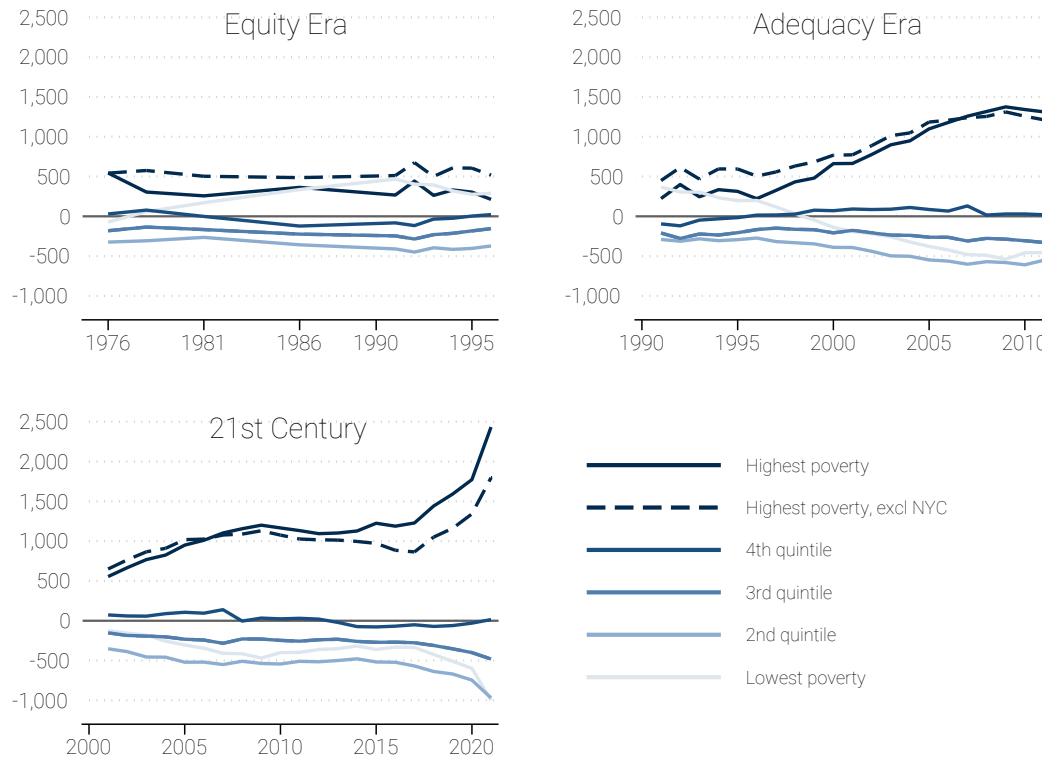 Equity Era
2,500
2,000
1,500
1,000
500
0
-500
-1,000
1976 1981 1986 1990 1995
Adequacy Era
2,500
2,000
1,500
1,000
500
0
-500
-1,000
1990 1995 2000 2005 2010
21st Century
2,500
2,000
1,500
1,000
500
0
-500
-1,000
2000 2005 2010 2015 2020
Highest poverty
Highest poverty, excl NYC
4th quintile
3rd quintile
2nd quintile
Lowest poverty